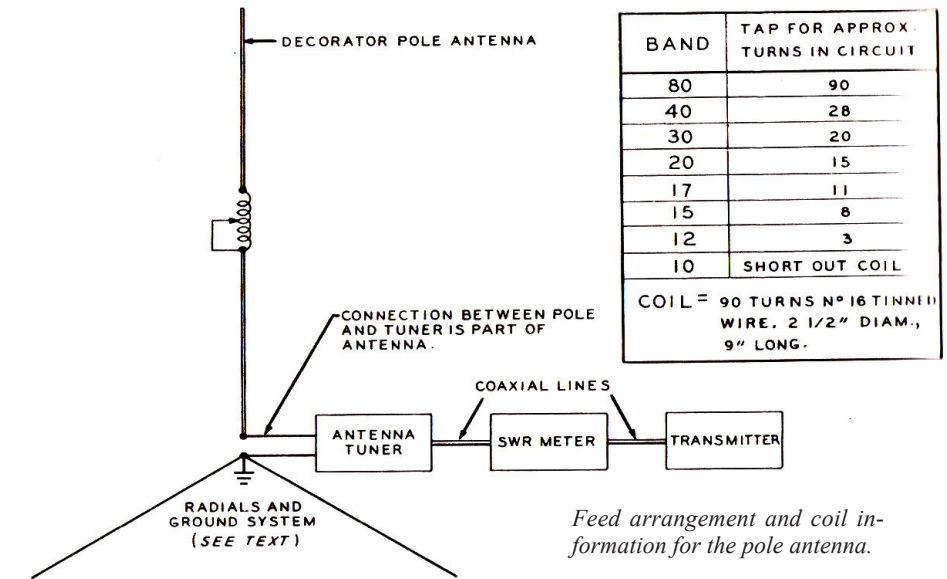 DECORATOR POLE ANTENNA
BAND
TAP FOR APPROX.
TURNS IN CIRCUIT
80 90
40 28
30 20
20 15
17 11
15 8
12 3
10 SHORT OUT COIL
COIL = 90 TURNS Nº 16 TINNED
WIRE. 2 1/2" DIAM.,
9" LONG.
CONNECTION BETWEEN POLE
AND TUNER IS PART OF
ANTENNA.
COAXIAL LINES
ANTENNA
TUNER
SWR METER
TRANSMITTER
RADIALS AND
GROUND SYSTEM
(SEE TEXT)
Feed arrangement and coil in-
formation for the pole antenna.